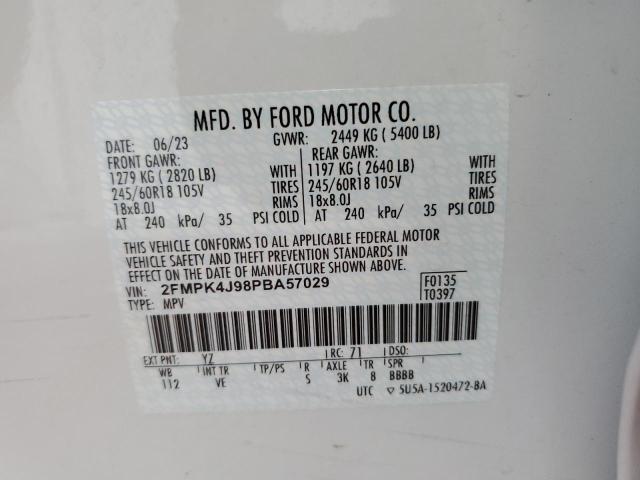 MFD. BY FORD MOTOR CO.
DATE: 06/23 GVWR: 2449 KG ( 5400 LB)
FRONT GAWR: REAR GAWR:
1279 KG ( 2820 LB) WITH 1197 KG ( 2640 LB) WITH
245/60R18 105V TIRES 245/60R18 105V TIRES
18x8.0J RIMS 18x8.0J RIMS
AT 240 kPa/ 35 PSI COLD AT 240 kPa/ 35 PSI COLD
THIS VEHICLE CONFORMS TO ALL APPLICABLE FEDERAL MOTOR
VEHICLE SAFETY AND THEFT PREVENTION STANDARDS IN
EFFECT ON THE DATE OF MANUFACTURE SHOWN ABOVE.
VIN: 2FMPK4J98PBA57029 F0135
TYPE: MPV T0397
EXT PNT: YZ RC: 71 DSO:
WB INT TR TP/PS R AXLE TR SPR
112 VE S 3K 8 BBBB
UTC ▽ 5U5A-1520472-BA